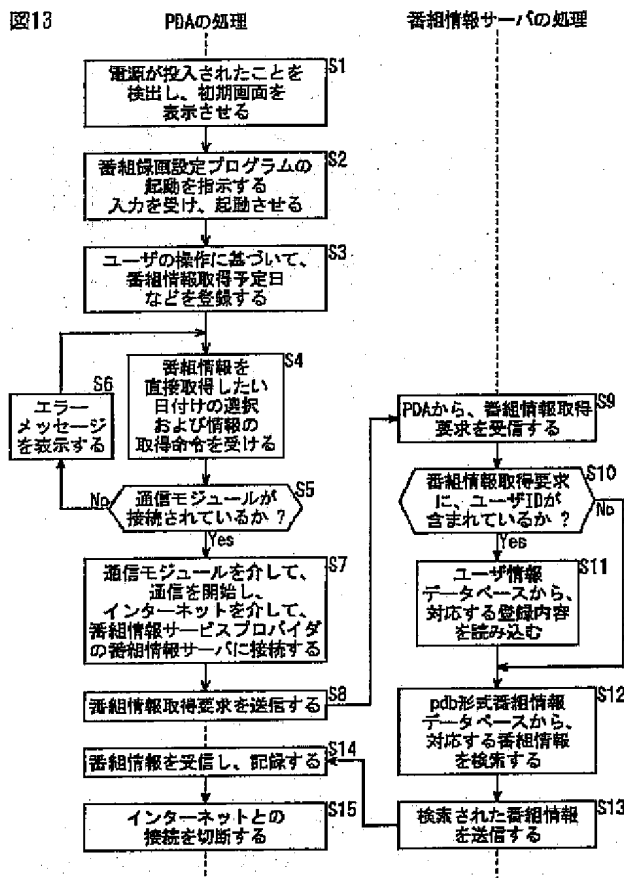 図13
PDAの処理
番組情報サーバの処理
S1
電源が投入されたことを
検出し、初期画面を
表示させる
S2
番組録画設定プログラムの
起動を指示する
入力を受け、起動させる
S3
ユーザの操作に基づいて、
番組情報取得予定日
などを登録する
S4
番組情報を
直接取得したい
日付けの選択
および情報の
取得命令を受ける
S6
エラー
メッセージ
を表示する
S5
通信モジュールが
接続されているか?
No
Yes
S7
通信モジュールを介して、
通信を開始し、
インターネットを介して、
番組情報サービスプロバイダ
の番組情報サーバに接続する
S8
番組情報取得要求を送信する
S9
PDAから、番組情報取得
要求を受信する
S10
番組情報取得要求
に、ユーザIDが
含まれているか?
No
Yes
S11
ユーザ情報
データベースから、
対応する登録内容
を読み込む
S12
pdb形式番組情報
データベースから、
対応する番組情報
を検索する
S13
検索された番組情報
を送信する
S14
番組情報を受信し、記録する
S15
インターネットとの
接続を切断する